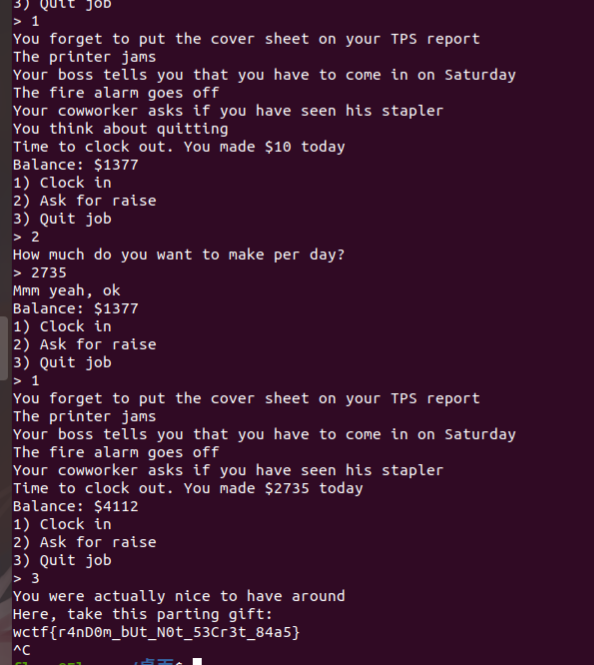 3) Quit job
> 1
You forget to put the cover sheet on your TPS report
The printer jams
Your boss tells you that you have to come in on Saturday
The fire alarm goes off
Your cowworker asks if you have seen his stapler
You think about quitting
Time to clock out. You made $10 today
Balance: $1377
1) Clock in
2) Ask for raise
3) Quit job
> 2
How much do you want to make per day?
> 2735
Mmm yeah, ok
Balance: $1377
1) Clock in
2) Ask for raise
3) Quit job
> 1
You forget to put the cover sheet on your TPS report
The printer jams
Your boss tells you that you have to come in on Saturday
The fire alarm goes off
Your cowworker asks if you have seen his stapler
Time to clock out. You made $2735 today
Balance: $4112
1) Clock in
2) Ask for raise
3) Quit job
> 3
You were actually nice to have around
Here, take this parting gift:
wctf{r4nD0m_bUt_N0t_53Cr3t_84a5}
^C